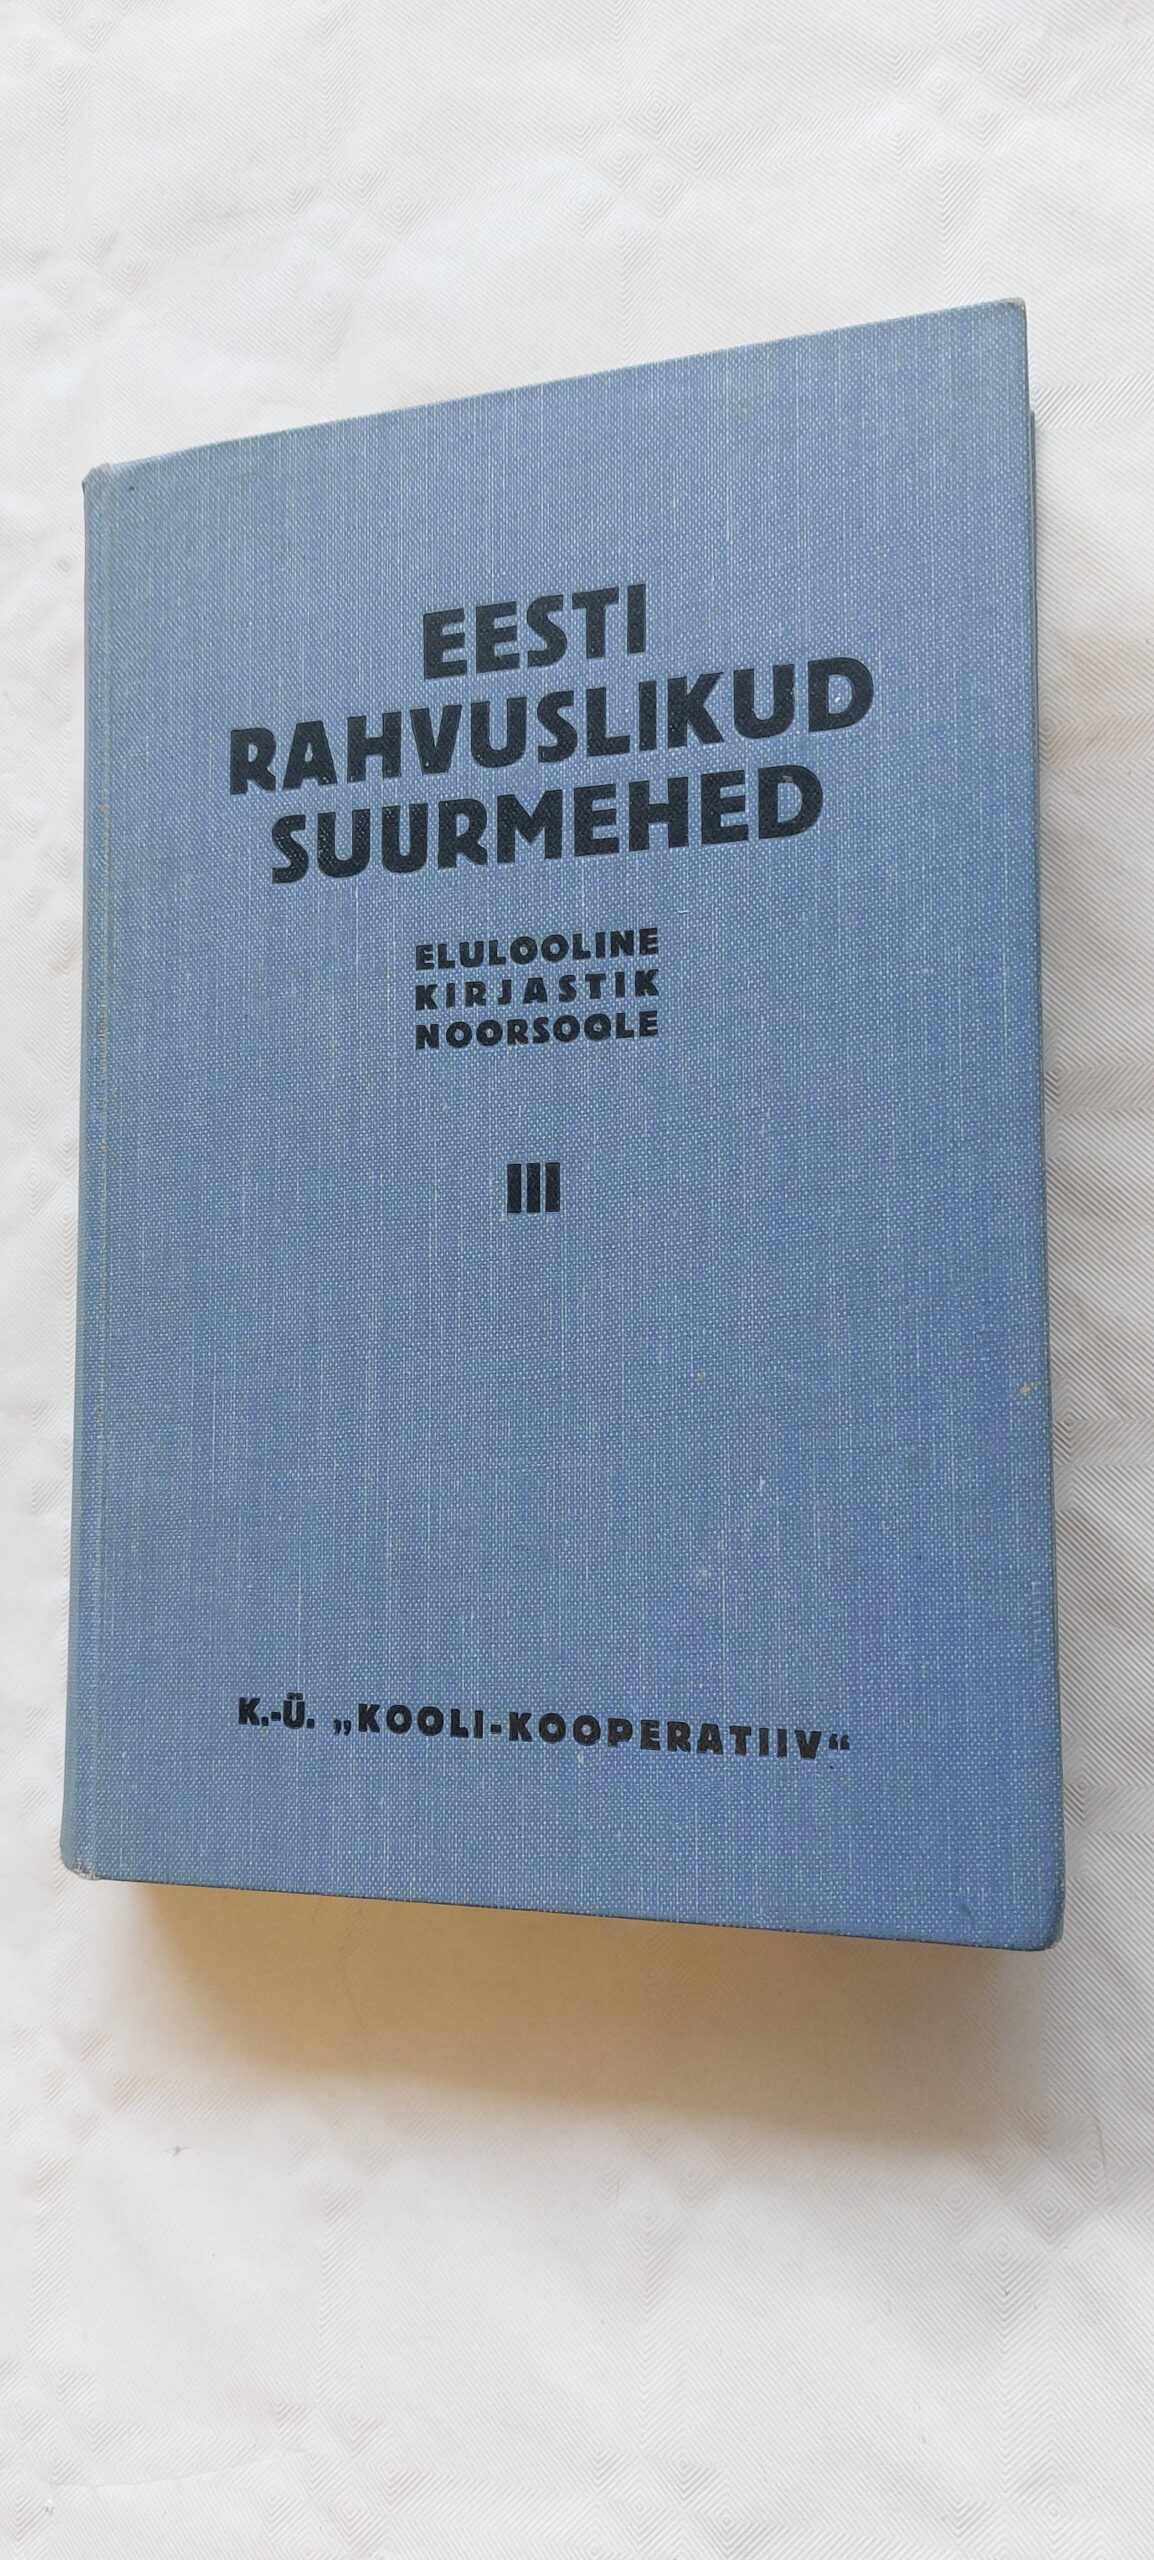 EESTI
RAHVUSLIKUD
SUURMEHED
ELULOOLINE
KIRJASTIK
NOORSOOLE
III
K.-Ü. „KOOLI-KOOPERATIIV“